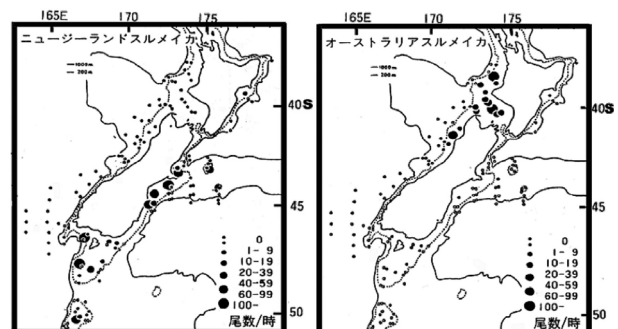 165E 170 175
ニュージーランドスルメイカ
1000m
200m
40S
45
0
1- 9
10-19
20-39
40-59
60-99
100-
50
尾数/時
165E 170 175
オーストラリアスルメイカ
1000m
200m
40S
45
0
1- 9
10-19
20-39
40-59
60-99
100-
50
尾数/時